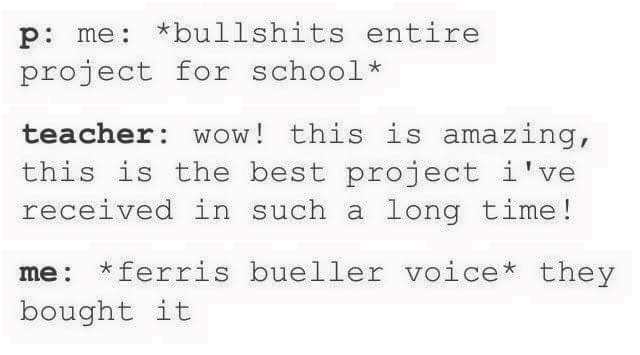 p: me: *bullshits entire
project for school*
teacher: wow! this is amazing,
this is the best project i've
received in such a long time!
me: *ferris bueller voice* they
bought it